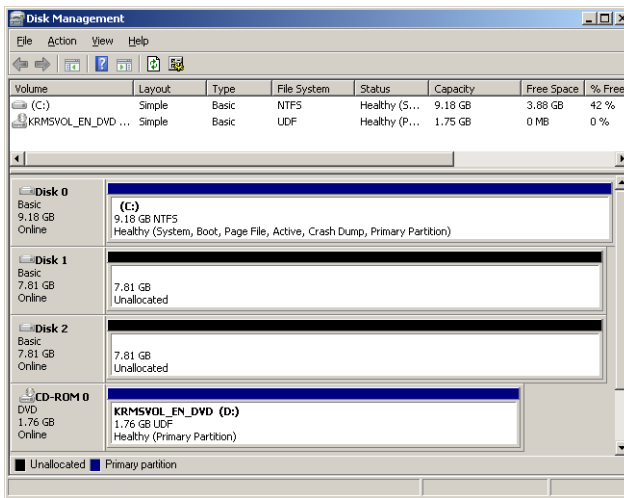 Disk Management
File Action View Help
Volume Layout Type File System Status Capacity Free Space % Free
(C:) Simple Basic NTFS Healthy (S... 9.18 GB 3.88 GB 42 %
KRMSVOL_EN_DVD ... Simple Basic UDF Healthy (P... 1.75 GB 0 MB 0 %
Disk 0
Basic
9.18 GB
Online
(C:)
9.18 GB NTFS
Healthy (System, Boot, Page File, Active, Crash Dump, Primary Partition)
Disk 1
Basic
7.81 GB
Online
7.81 GB
Unallocated
Disk 2
Basic
7.81 GB
Online
7.81 GB
Unallocated
CD-ROM 0
DVD
1.76 GB
Online
KRMSVOL_EN_DVD (D:)
1.76 GB UDF
Healthy (Primary Partition)
Unallocated Primary partition